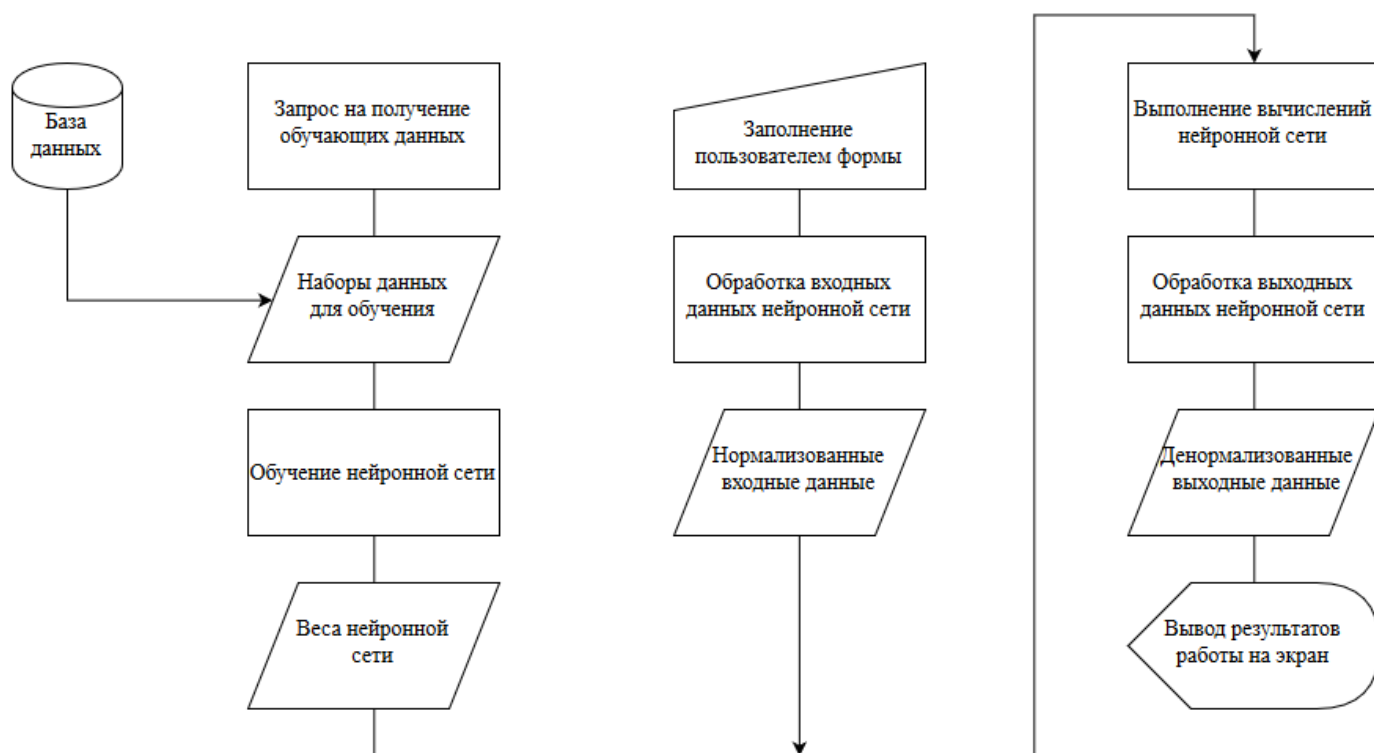 База
данных
Запрос на получение
обучающих данных
Наборы данных
для обучения
Обучение нейронной сети
Веса нейронной
сети
Заполнение
пользователем формы
Обработка входных
данных нейронной сети
Нормализованные
входные данные
Выполнение вычислений
нейронной сети
Обработка выходных
данных нейронной сети
Денормализованные
выходные данные
Вывод результатов
работы на экран